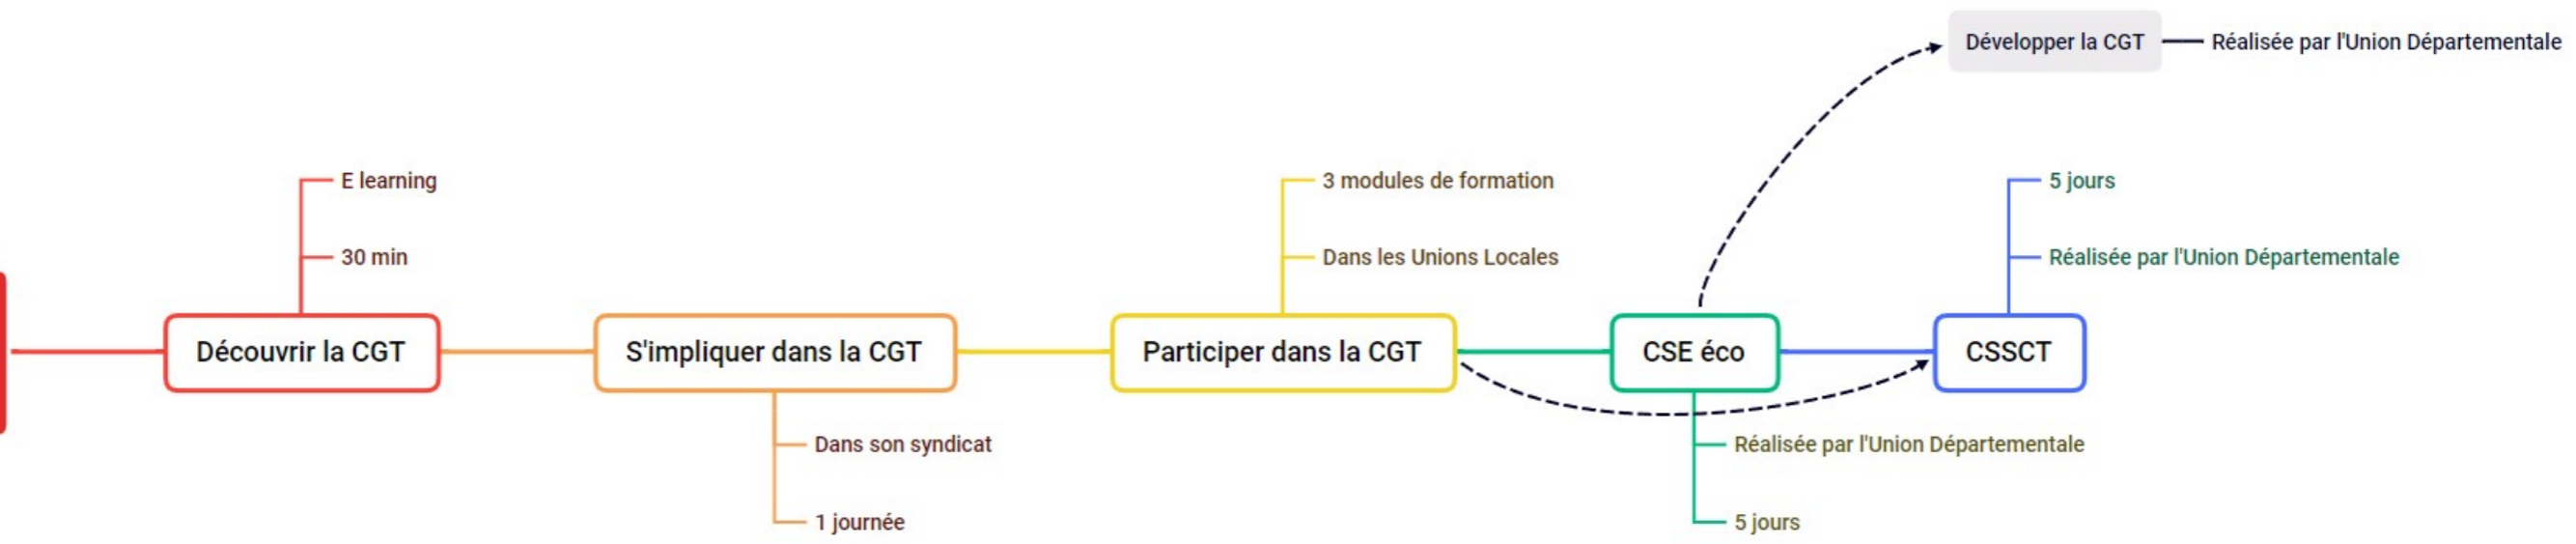 Développer la CGT
Réalisée par l'Union Départementale
E learning
30 min
Découvrir la CGT
S'impliquer dans la CGT
Dans son syndicat
1 journée
3 modules de formation
Dans les Unions Locales
Participer dans la CGT
CSE éco
Réalisée par l'Union Départementale
5 jours
5 jours
Réalisée par l'Union Départementale
CSSCT